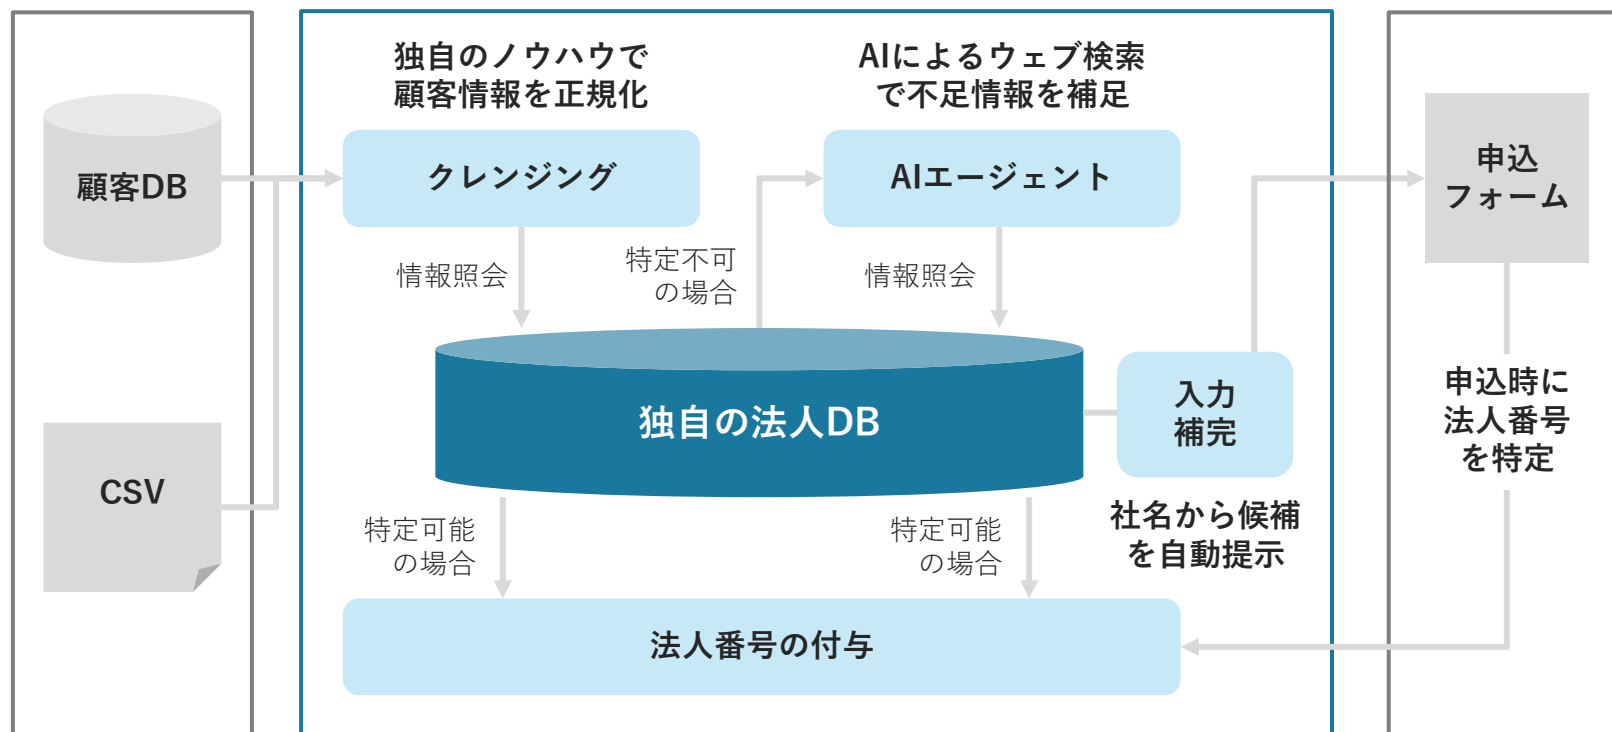 独自のノウハウで
顧客情報を正規化
AIによるウェブ検索
で不足情報を補足
顧客DB
クレンジング
AIエージェント
申込
フォーム
情報照会
特定不可
の場合
情報照会
独自の法人DB
入力
補完
申込時に
法人番号
を特定
CSV
特定可能
の場合
特定可能
の場合
社名から候補
を自動提示
法人番号の付与